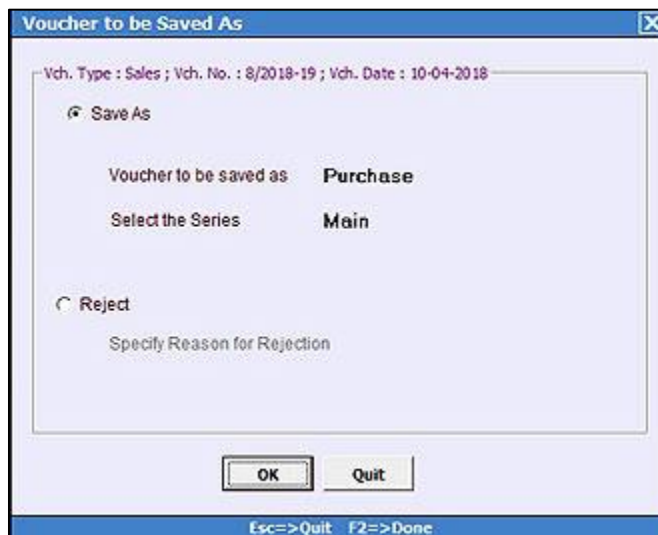 Voucher to be Saved As
Vch. Type : Sales ; Vch. No. : 8/2018-19 ; Vch. Date : 10-04-2018
Save As
Voucher to be saved as Purchase
Select the Series Main
Reject
Specify Reason for Rejection
OK Quit
Esc=>Quit F2=>Done